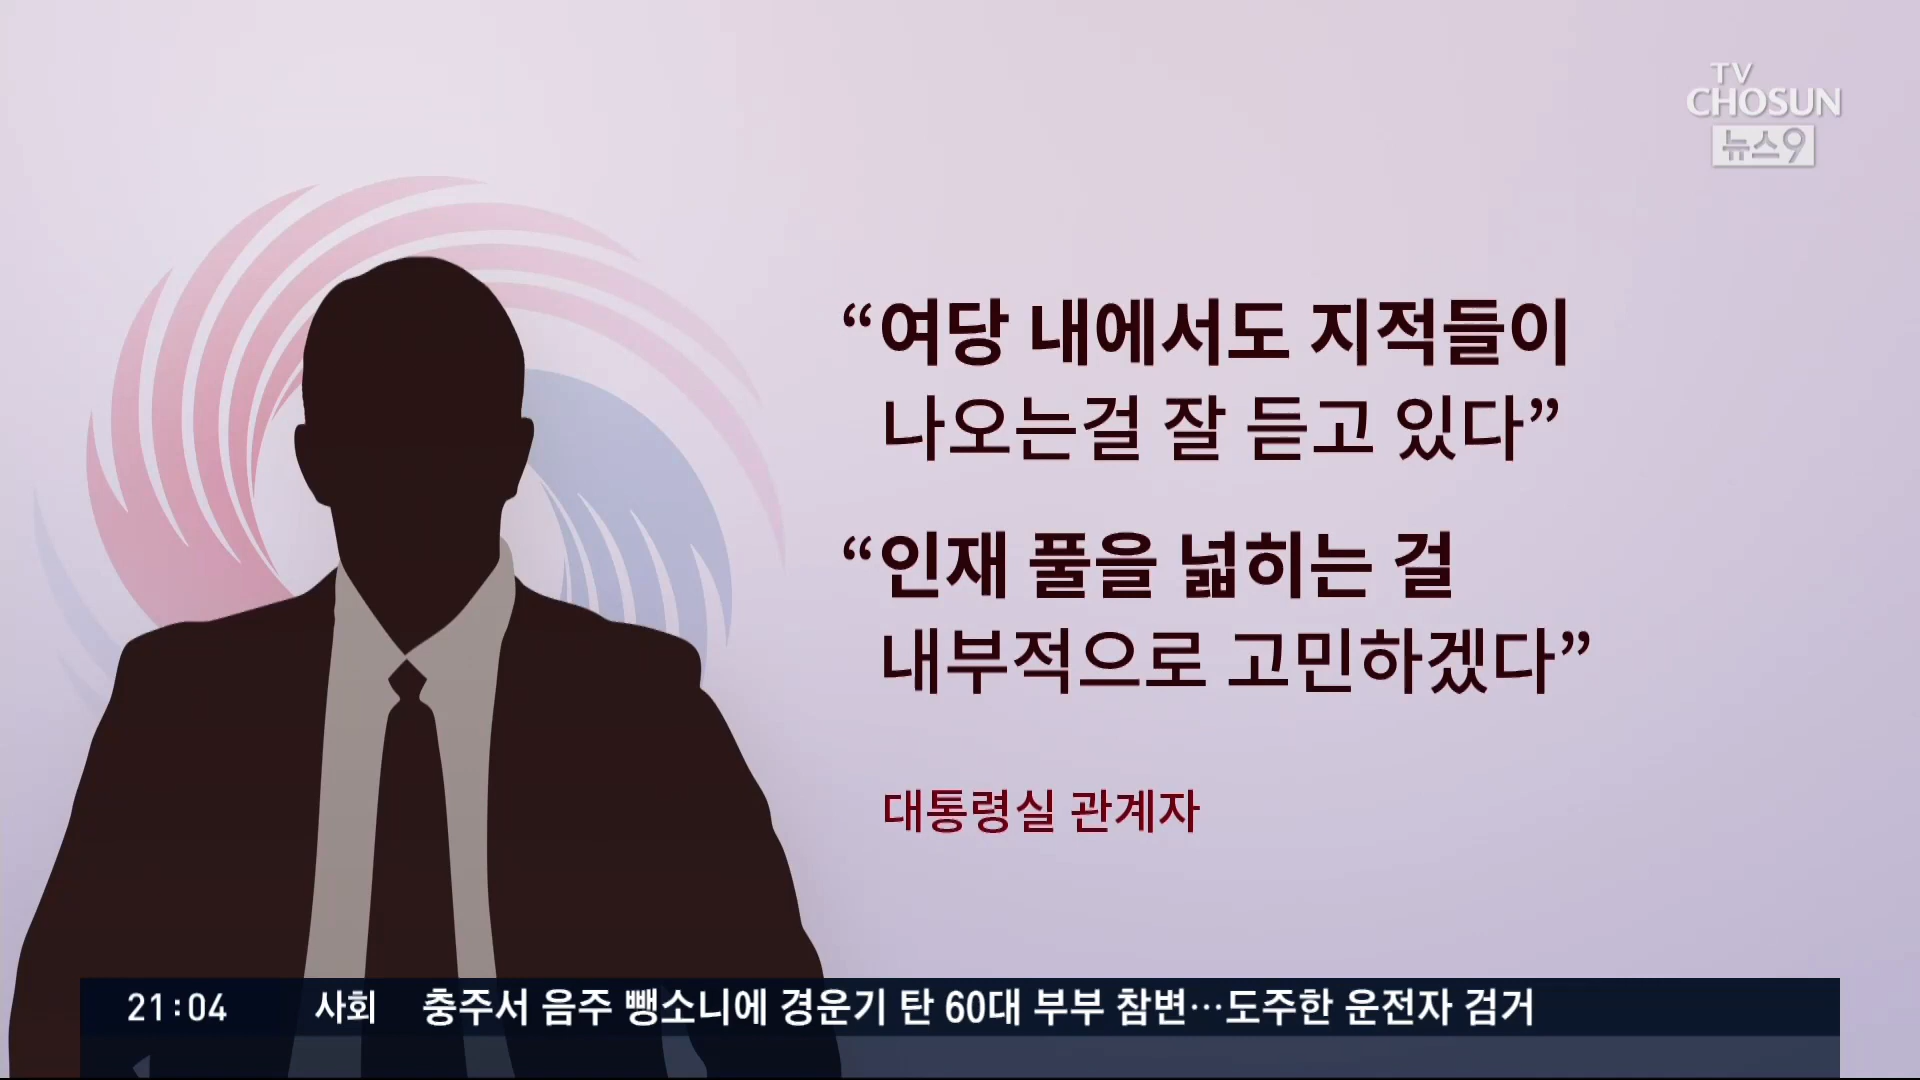 TV
CHOSUN
뉴스9
“여당 내에서도 지적들이
나오는걸 잘 듣고 있다”
“인재 풀을 넓히는 걸
내부적으로 고민하겠다”
대통령실 관계자
21:04 사회 충주서 음주 뺑소니에 경운기 탄 60대 부부 참변…도주한 운전자 검거